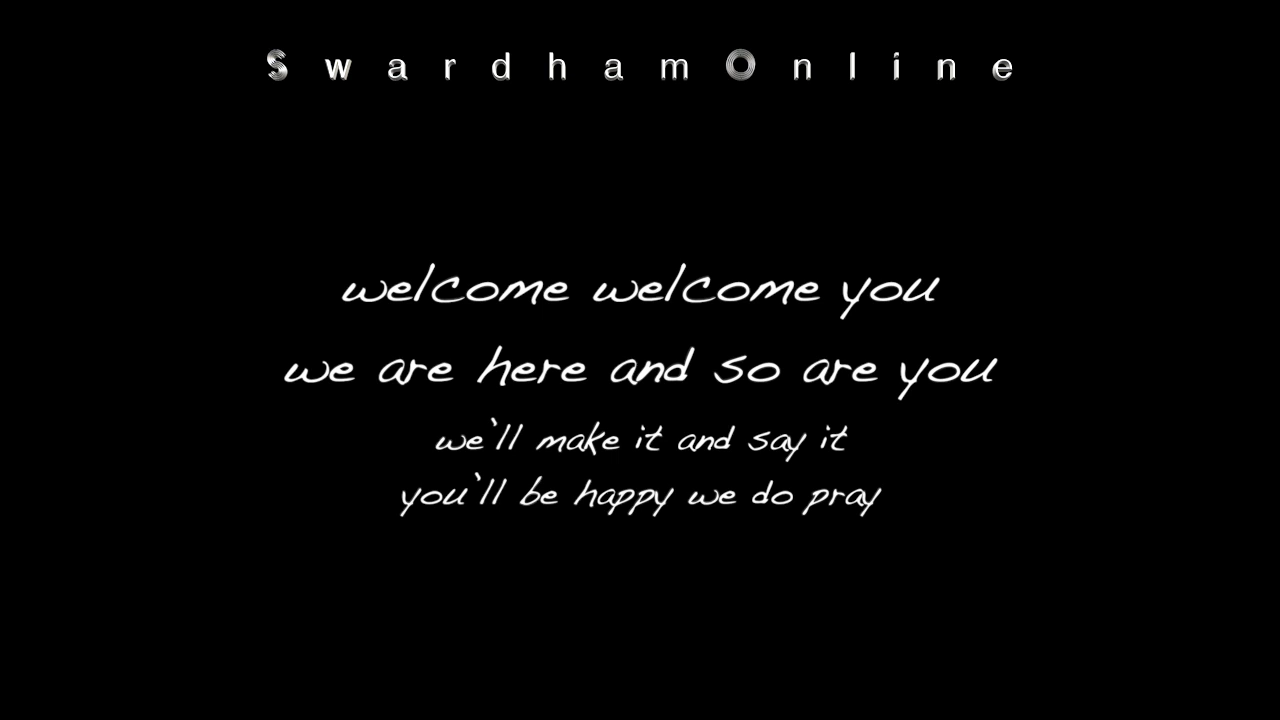 SwardhamOnline
welcome welcome you
we are here and so are you
we'll make it and say it
you'll be happy we do pray